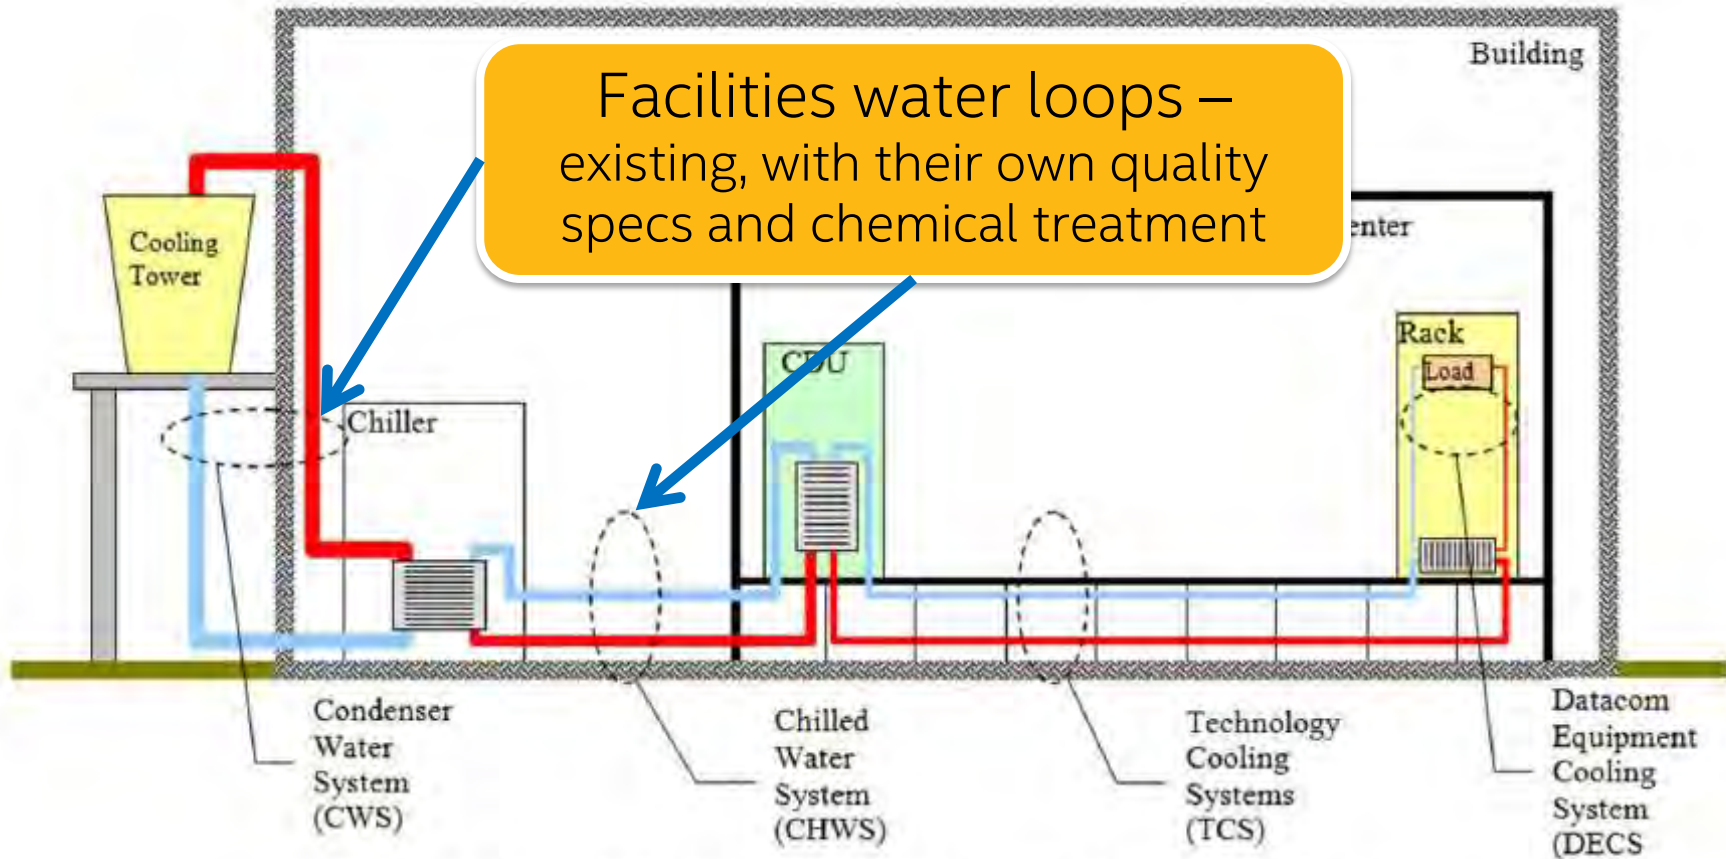 Building
Facilities water loops –
existing, with their own quality
specs and chemical treatment
enter
Cooling
Tower
Chiller
CDU
Rack
Load
Condenser
Water
System
(CWS)
Chilled
Water
System
(CHWS)
Technology
Cooling
Systems
(TCS)
Datacom
Equipment
Cooling
System
(DECS